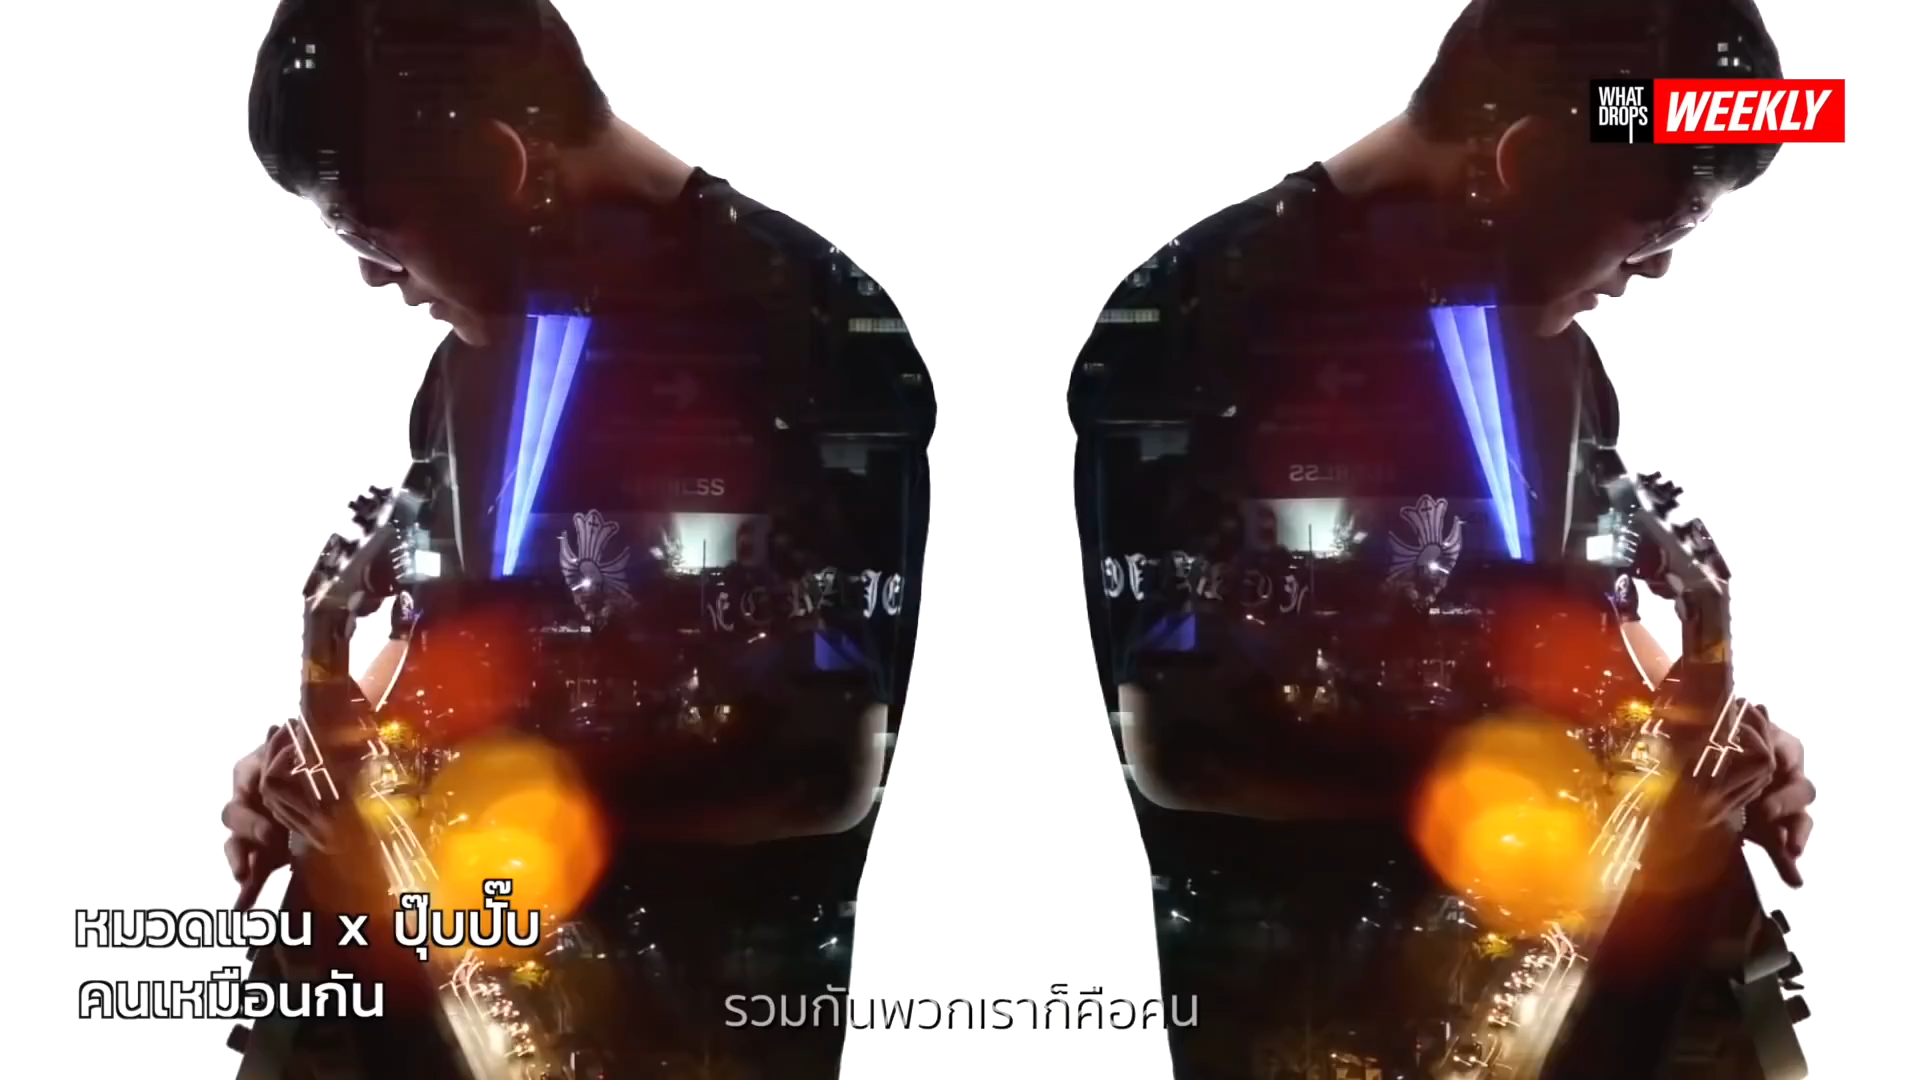 WHAT
DROPS
WEEKLY
หมวดแวน x ปุ๊บปั๊บ
คนเหมือนกัน
รวมกันพวกเราก็คือคน